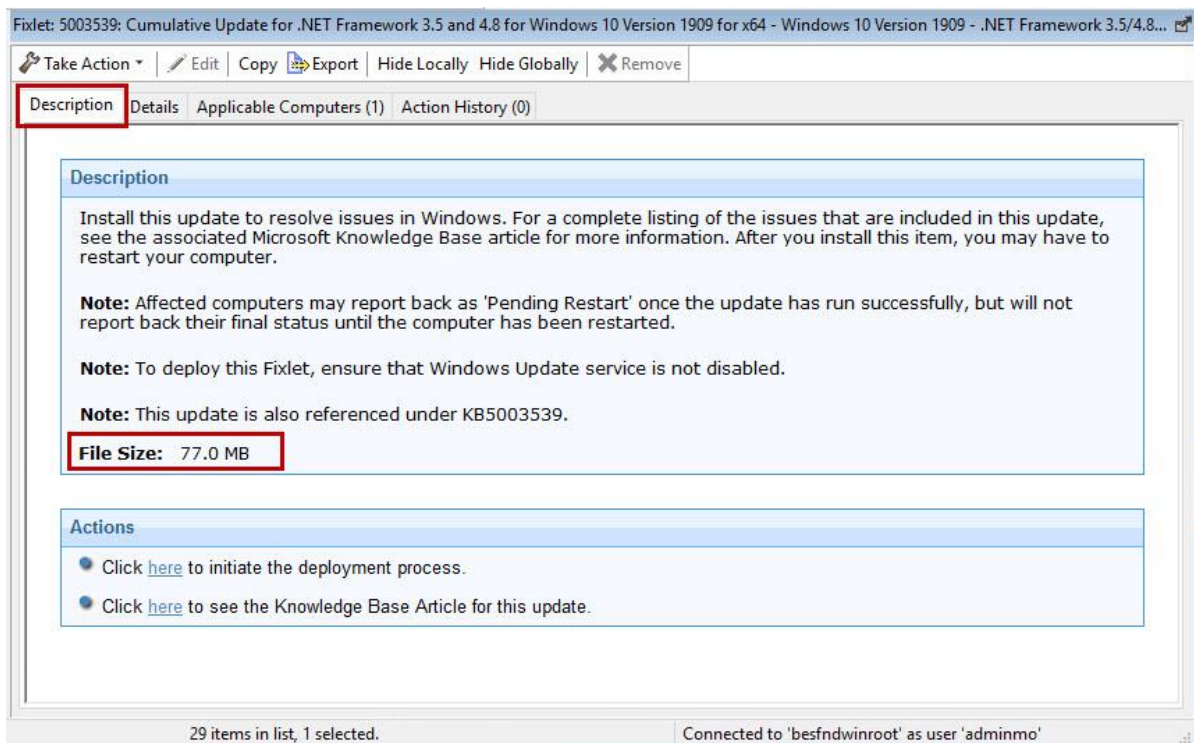 Fixlet: 5003539: Cumulative Update for .NET Framework 3.5 and 4.8 for Windows 10 Version 1909 for x64 - Windows 10 Version 1909 - .NET Framework 3.5/4.8...
Take Action Edit Copy Export Hide Locally Hide Globally Remove
Description Details Applicable Computers (1) Action History (0)
Description
Install this update to resolve issues in Windows. For a complete listing of the issues that are included in this update,
see the associated Microsoft Knowledge Base article for more information. After you install this item, you may have to
restart your computer.
Note: Affected computers may report back as 'Pending Restart' once the update has run successfully, but will not
report back their final status until the computer has been restarted.
Note: To deploy this Fixlet, ensure that Windows Update service is not disabled.
Note: This update is also referenced under KB5003539.
File Size: 77.0 MB
Actions
Click here to initiate the deployment process.
Click here to see the Knowledge Base Article for this update.
29 items in list, 1 selected. Connected to 'besfndwinroot' as user 'adminmo'